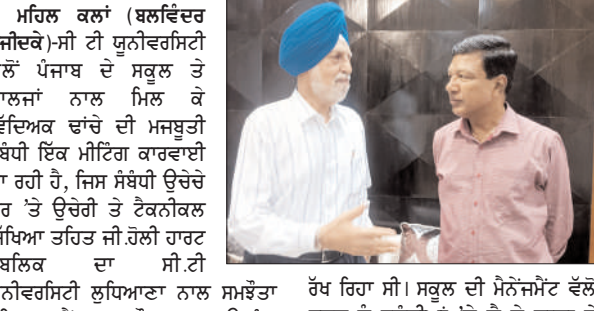 ਮਹਿਲ ਕਲਾਂ (ਬਲਵਿੰਦਰ
ਜੀਦਕੇ)-ਸੀ ਟੀ ਯੂਨੀਵਰਸਿਟੀ
ਲੋਂ ਪੰਜਾਬ ਦੇ ਸਕੂਲ ਤੇ
ਾਲਜਾਂ ਨਾਲ ਮਿਲ ਕੇ
ਵੱਦਿਅਕ ਢਾਂਚੇ ਦੀ ਮਜਬੂਤੀ
ਬੰਧੀ ਇੱਕ ਮੀਟਿੰਗ ਕਾਰਵਾਈ
ਾ ਰਹੀ ਹੈ, ਜਿਸ ਸੰਬੰਧੀ ਉਚੇਚੇ
ਰ 'ਤੇ ਉਚੇਰੀ ਤੇ ਟੈਕਨੀਕਲ
ੱਖਿਆ ਤਹਿਤ ਜੀ.ਹੋਲੀ ਹਾਰਟ
ਬਲਿਕ ਦਾ ਸੀ.ਟੀ
ਨੀਵਰਸਿਟੀ ਲੁਧਿਆਣਾ ਨਾਲ ਸਮਝੌਤਾ
ਰੱਖ ਰਿਹਾ ਸੀ। ਸਕੂਲ ਦੀ ਮੈਨੇਂਜਮੈਂਟ ਵੱਲੋਂ